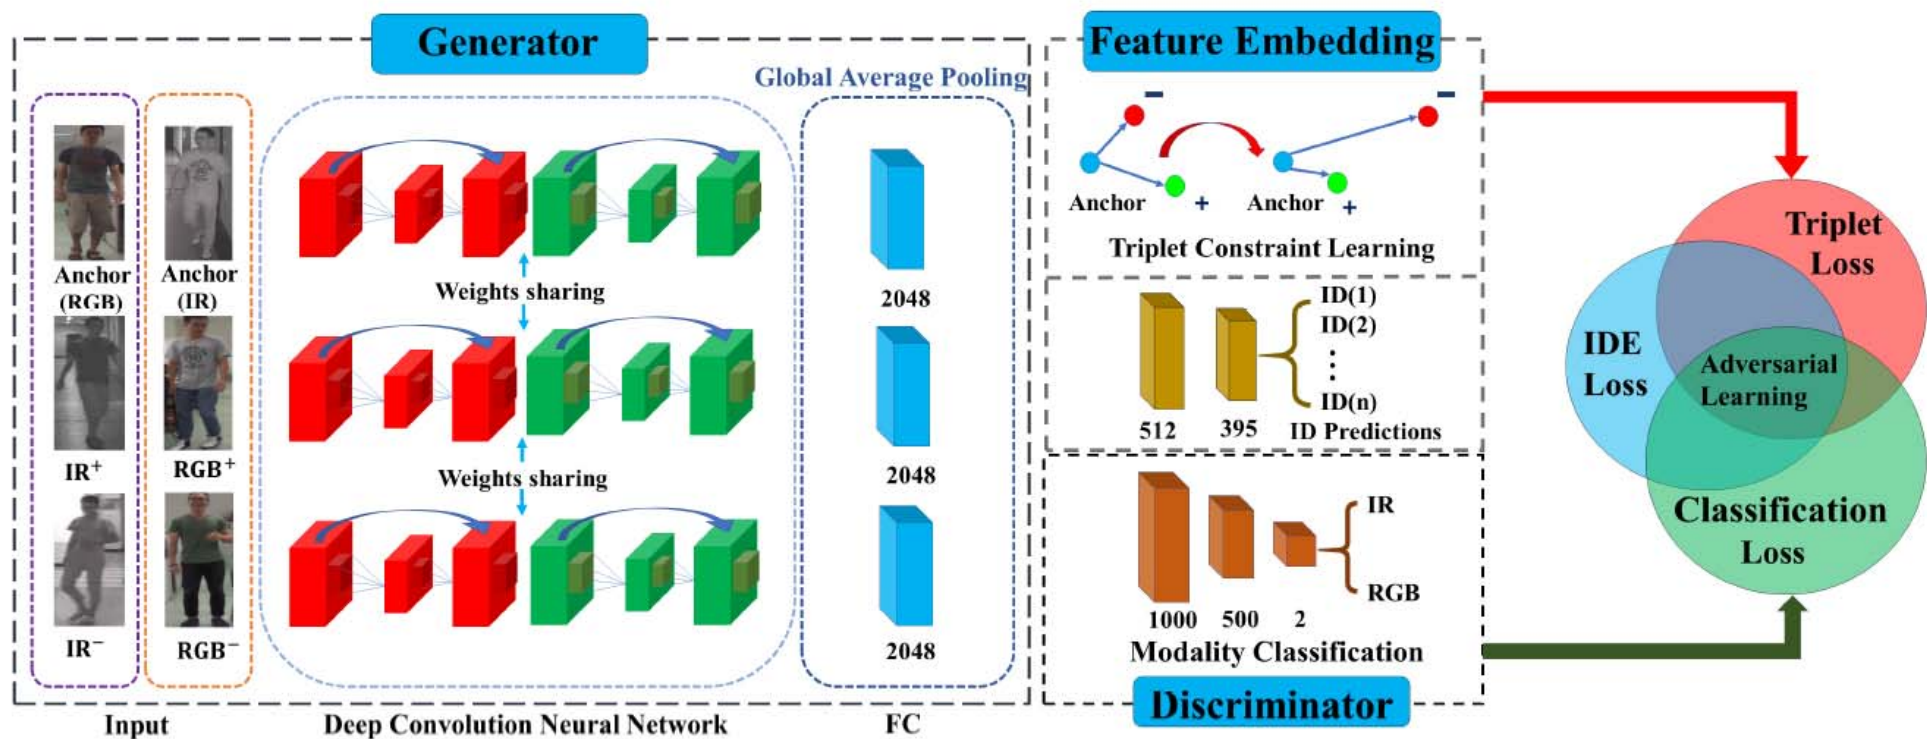 Generator
Global Average Pooling
Anchor
(RGB)
Anchor
(IR)
IR⁺
RGB⁺
IR⁻
RGB⁻
Weights sharing
Weights sharing
2048
2048
2048
Input
Deep Convolution Neural Network
FC
Feature Embedding
−
−
Anchor
+
Anchor
+
Triplet Constraint Learning
ID(1)
ID(2)
⋮
ID(n)
512
395
ID Predictions
IR
RGB
1000
500
2
Modality Classification
Discriminator
Triplet
Loss
IDE
Loss
Adversarial
Learning
Classification
Loss